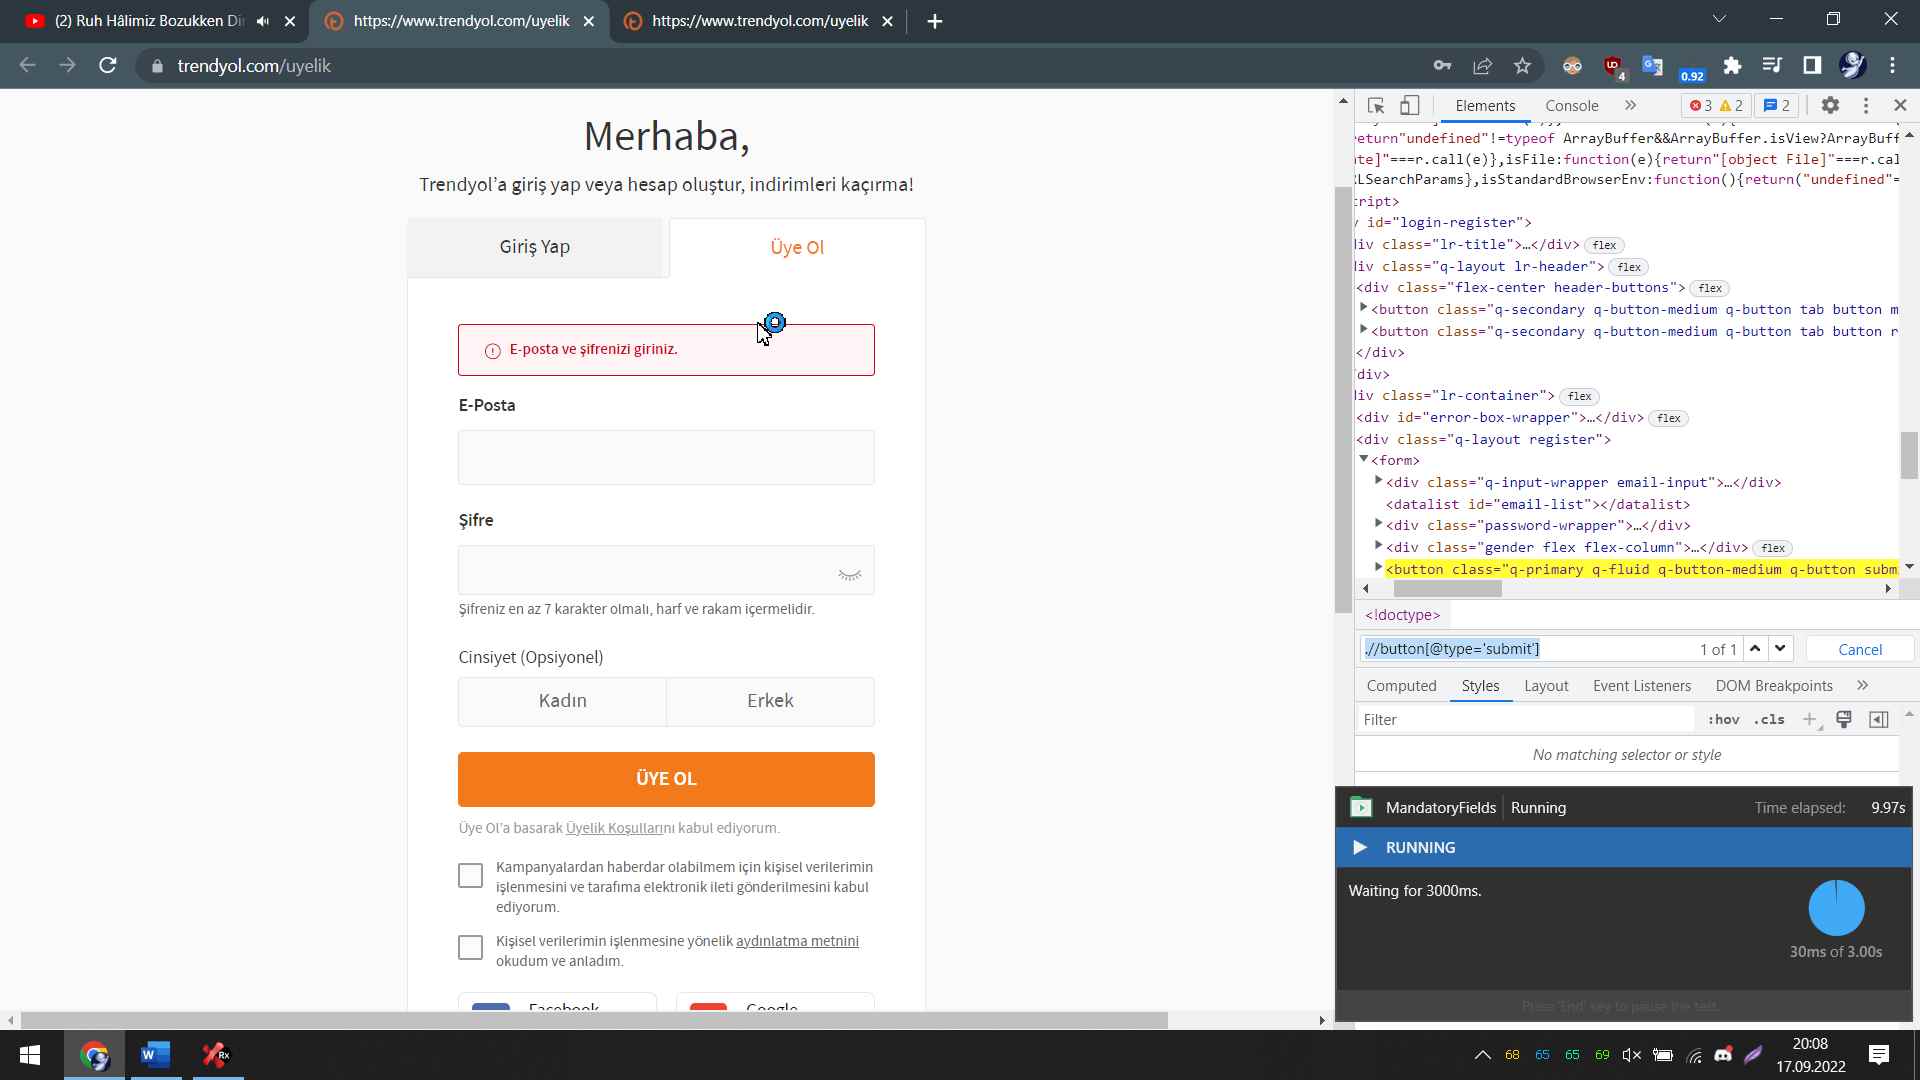 (2) Ruh Hâlimiz Bozukken Di
https://www.trendyol.com/uyelik
https://www.trendyol.com/uyelik
trendyol.com/uyelik
4
0.92
Merhaba,
Trendyol’a giriş yap veya hesap oluştur, indirimleri kaçırma!
Giriş Yap
Üye Ol
E-posta ve şifrenizi giriniz.
E-Posta
Şifre
Şifreniz en az 7 karakter olmalı, harf ve rakam içermelidir.
Cinsiyet (Opsiyonel)
Kadın
Erkek
ÜYE OL
Üye Ol’a basarak Üyelik Koşullarını kabul ediyorum.
Kampanyalardan haberdar olabilmem için kişisel verilerimin
işlenmesini ve tarafıma elektronik ileti gönderilmesini kabul
ediyorum.
Kişisel verilerimin işlenmesine yönelik aydınlatma metnini
okudum ve anladım.
Facebook
Google
Elements
Console
3
2
2
eturn"undefined"!=typeof ArrayBuffer&&ArrayBuffer.isView?ArrayBuff
te]"===r.call(e)},isFile:function(e){return"[object File]"===r.cal
LSearchParams},isStandardBrowserEnv:function(){return("undefined"=
ript>
id="login-register">
iv class="lr-title">…</div> flex
iv class="q-layout lr-header"> flex
<div class="flex-center header-buttons"> flex
<button class="q-secondary q-button-medium q-button tab button m
<button class="q-secondary q-button-medium q-button tab button r
</div>
div>
iv class="lr-container"> flex
<div id="error-box-wrapper">…</div> flex
<div class="q-layout register">
<form>
<div class="q-input-wrapper email-input">…</div>
<datalist id="email-list"></datalist>
<div class="password-wrapper">…</div>
<div class="gender flex flex-column">…</div> flex
<button class="q-primary q-fluid q-button-medium q-button subm
<!doctype>
.//button[@type='submit']
1 of 1
Cancel
Computed
Styles
Layout
Event Listeners
DOM Breakpoints
Filter
:hov
.cls
No matching selector or style
MandatoryFields
Running
Time elapsed:
9.97s
RUNNING
Waiting for 3000ms.
30ms of 3.00s
Press 'End' key to pause the test.
68
65
65
69
20:08
17.09.2022